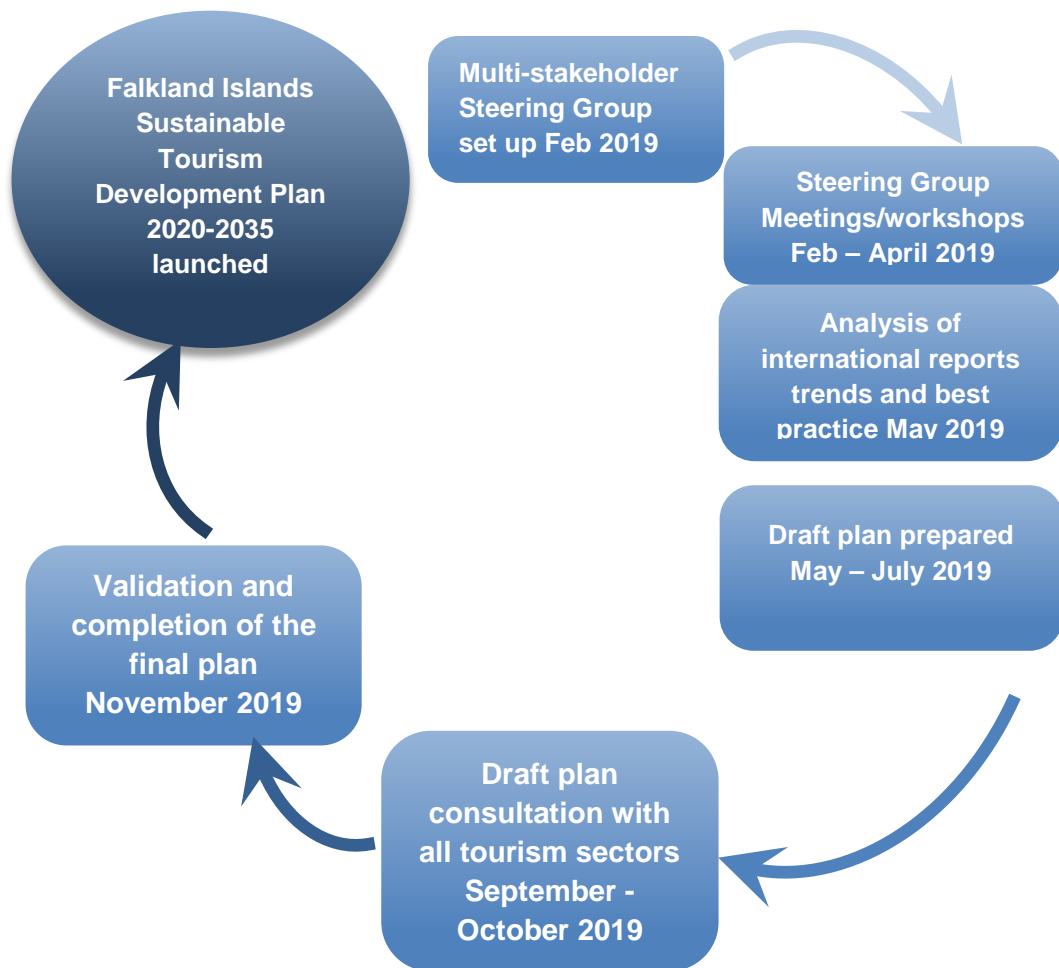 Falkland Islands
Sustainable
Tourism
Development Plan
2020-2035
launched
Multi-stakeholder
Steering Group
set up Feb 2019
Steering Group
Meetings/workshops
Feb – April 2019
Analysis of
international reports
trends and best
practice May 2019
Draft plan prepared
May – July 2019
Draft plan
consultation with
all tourism sectors
September -
October 2019
Validation and
completion of the
final plan
November 2019